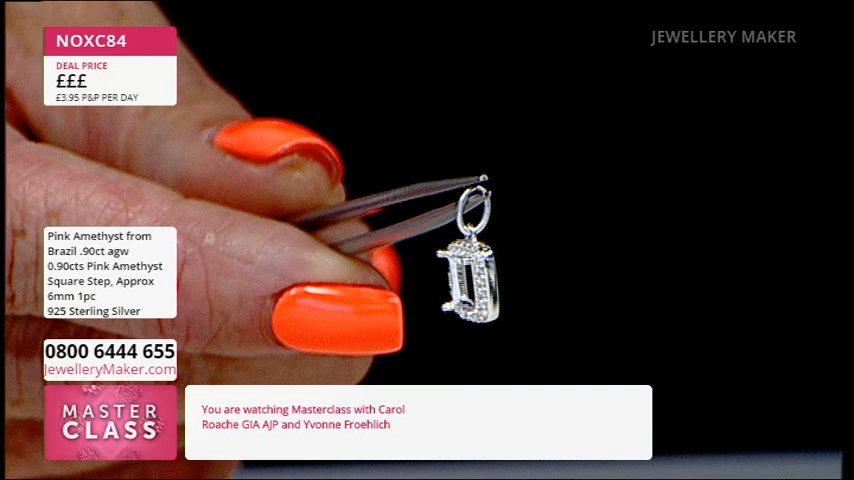 NOXC84
DEAL PRICE
£££
£3.95 P&P PER DAY
JEWELLERY MAKER
Pink Amethyst from
Brazil .90ct agw
0.90cts Pink Amethyst
Square Step, Approx
6mm 1pc
925 Sterling Silver
0800 6444 655
JewelleryMaker.com
MASTER
CLASS
You are watching Masterclass with Carol
Roache GIA AJP and Yvonne Froehlich